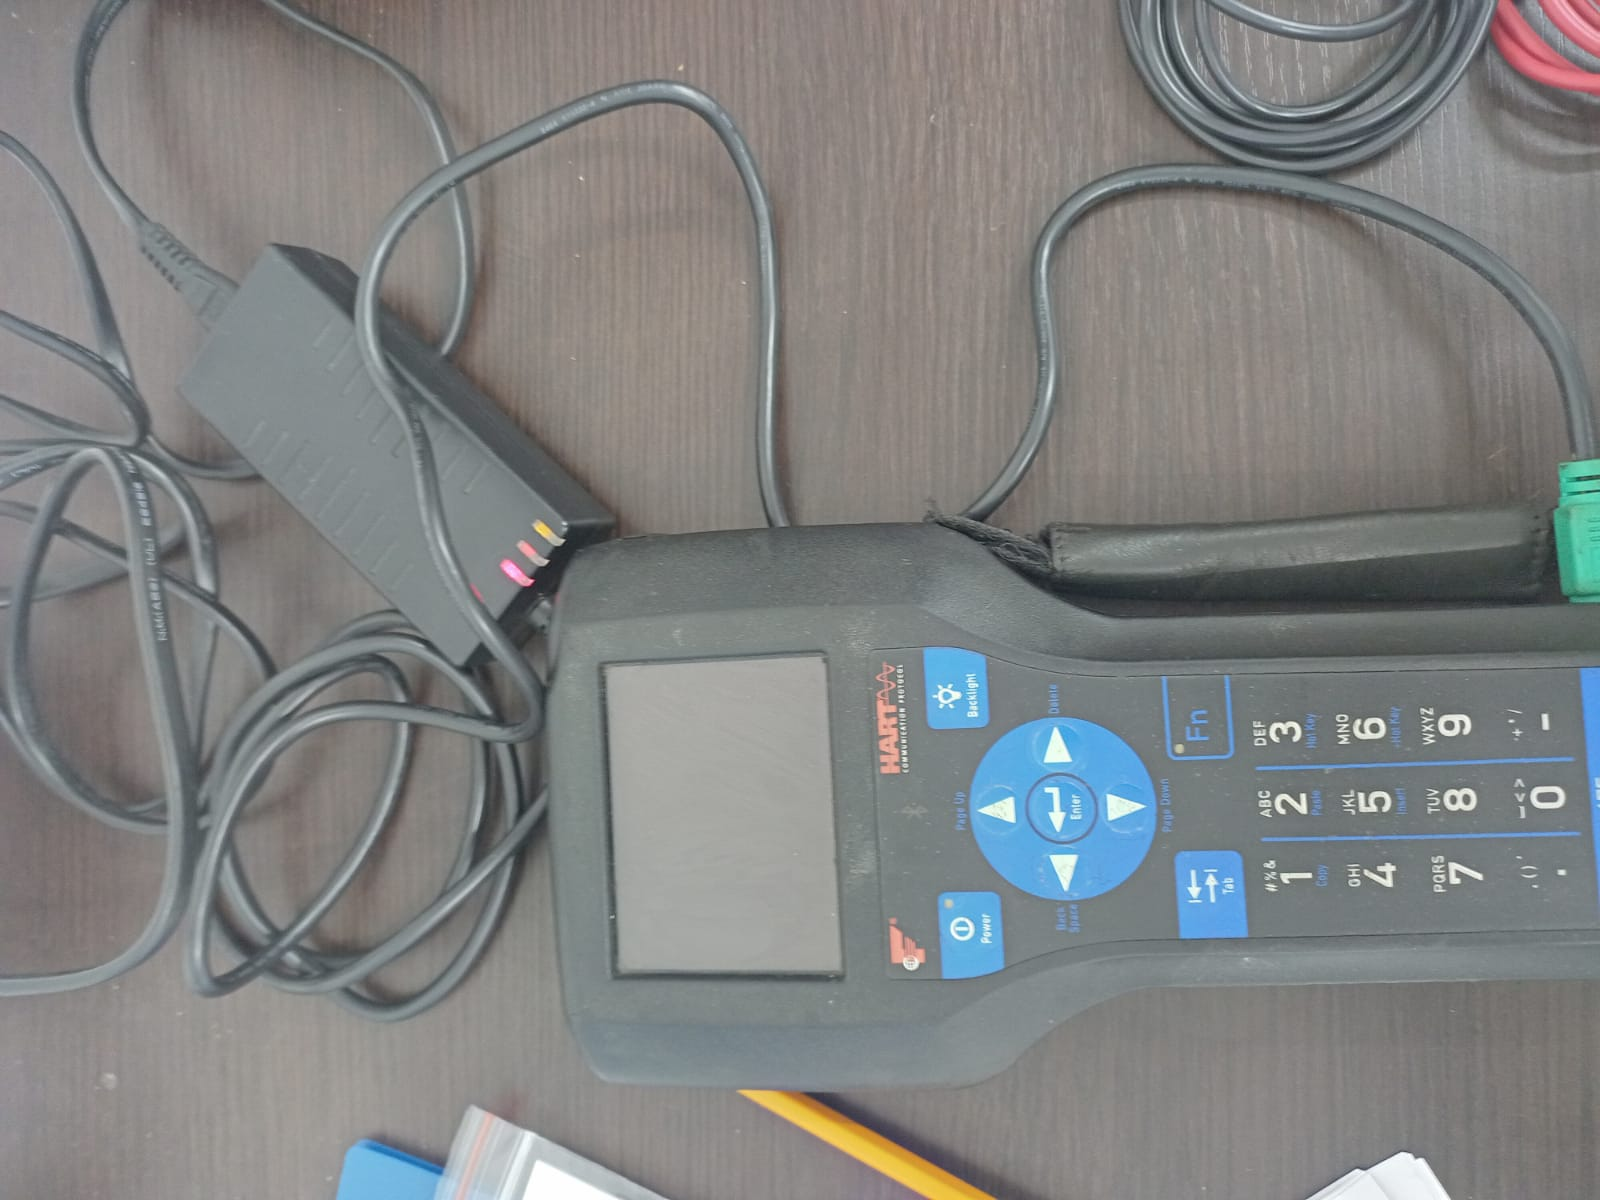 HART
COMMUNICATION PROTOCOL
F
Power
Backlight
Page Up
Back
Space
Enter
Delete
Page Down
Tab
Fn
#%&
1
Copy
ABC
2
Paste
DEF
3
Hot Key
GHI
4
JKL
5
Insert
MNO
6
+Hot Key
PQRS
7
TUV
8
WXYZ
9
,()'
.
_<>
0
*+/
-